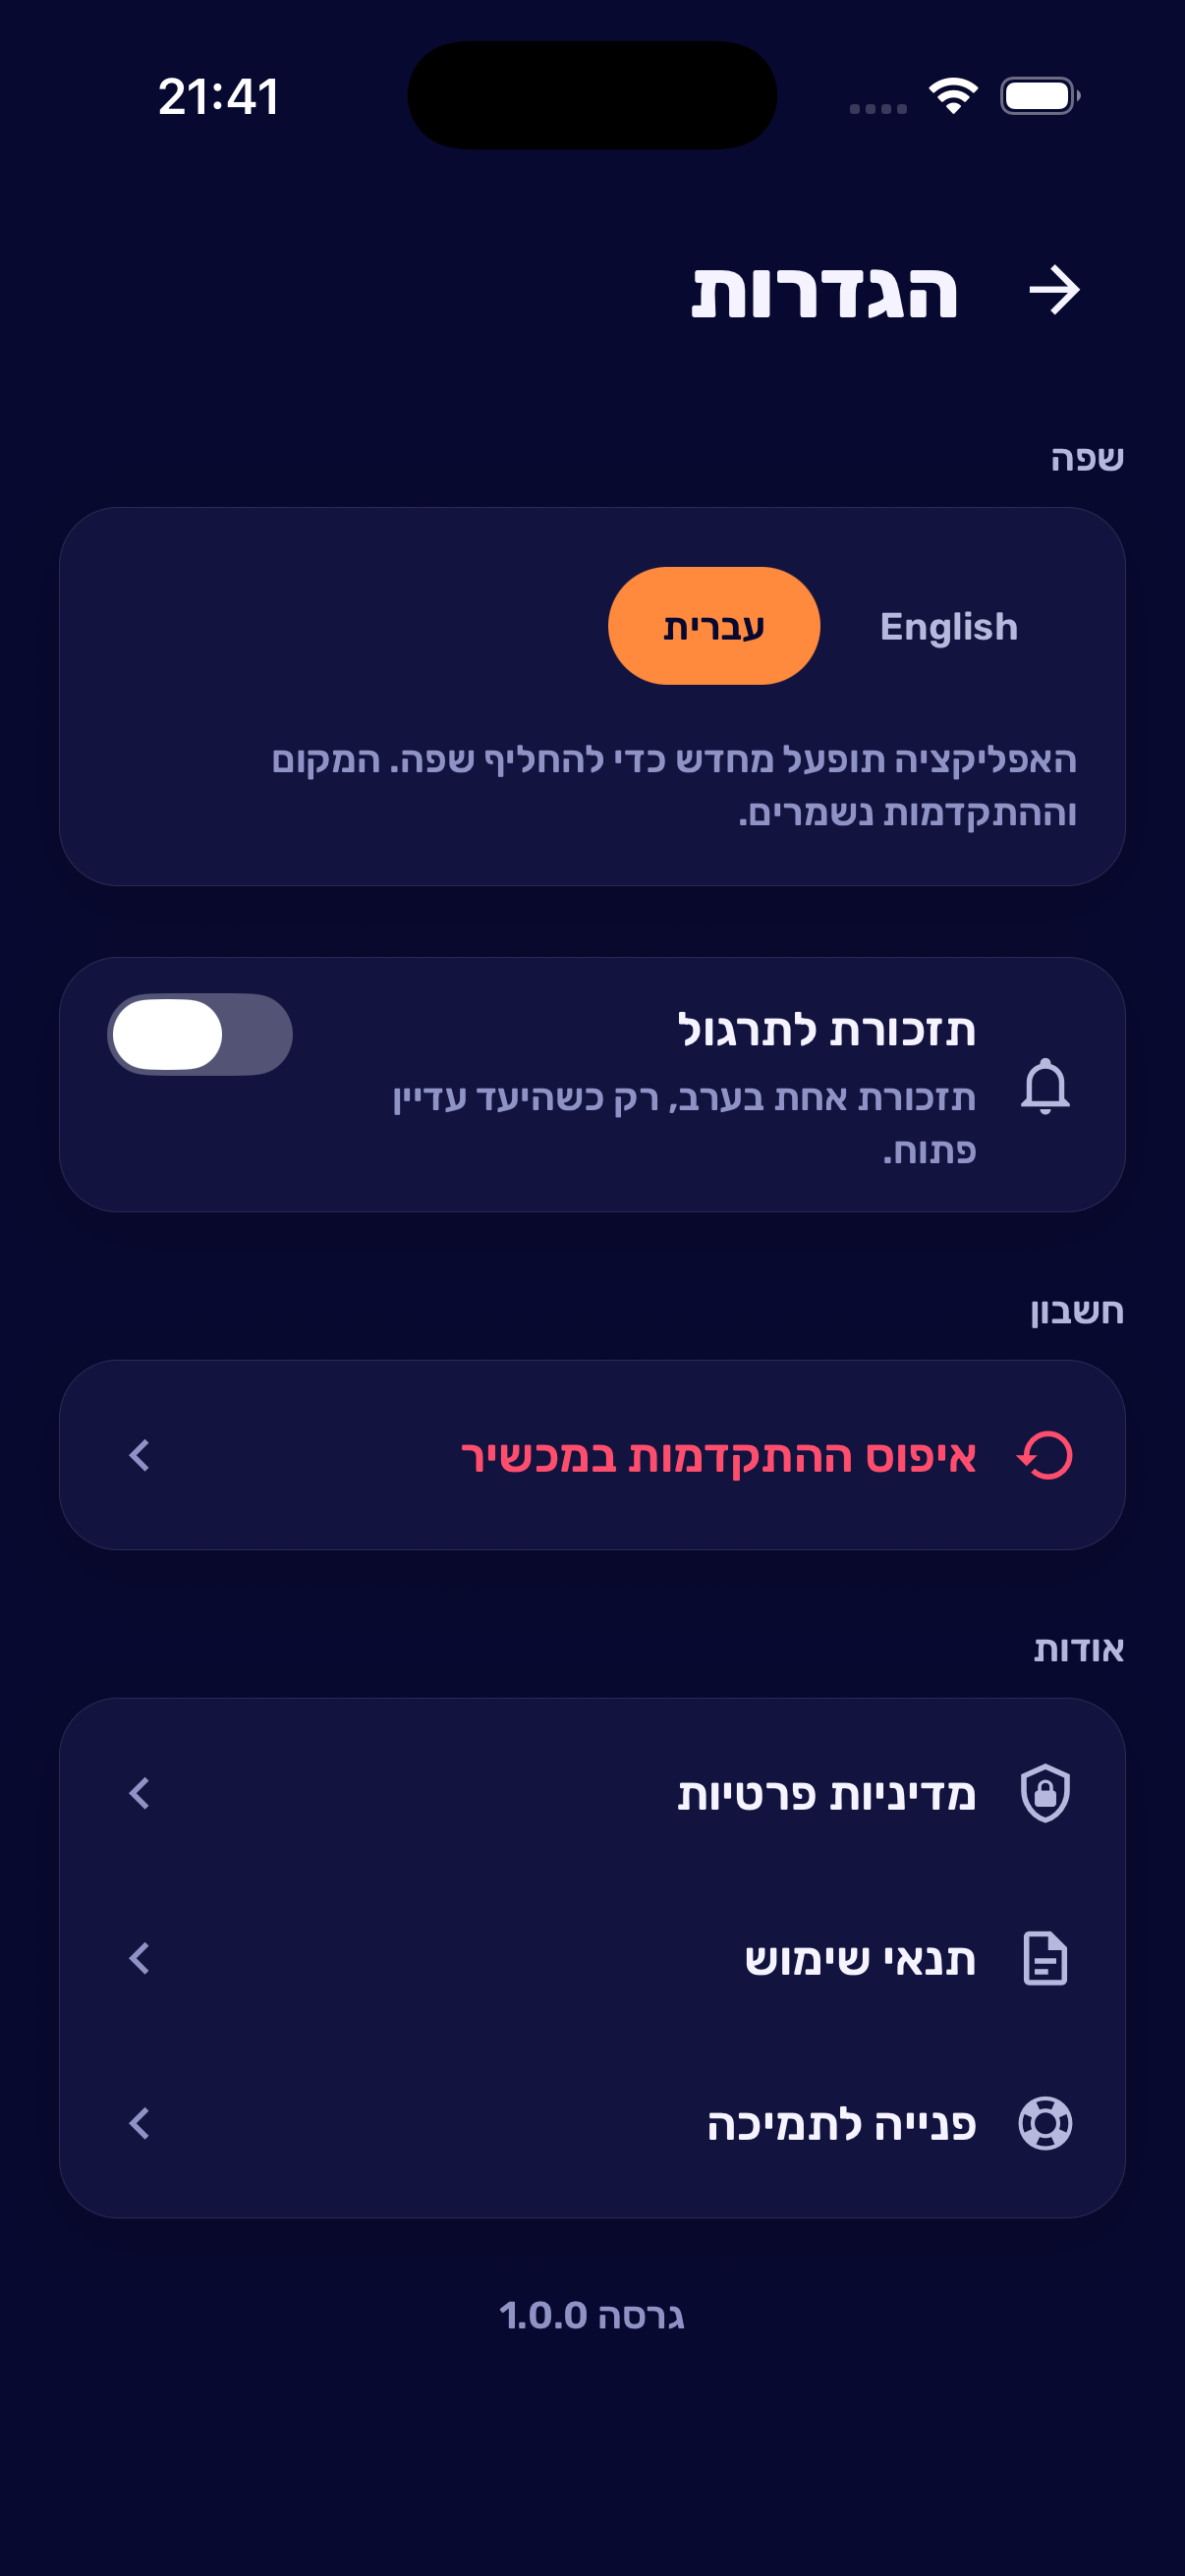 21:41
הגדרות
שפה
English
עברית
האפליקציה תופעל מחדש כדי להחליף שפה. המקום
וההתקדמות נשמרים.
תזכורת לתרגול
תזכורת אחת בערב, רק כשהיעד עדיין
פתוח.
חשבון
איפוס ההתקדמות במכשיר
אודות
מדיניות פרטיות
תנאי שימוש
פנייה לתמיכה
גרסה 1.0.0